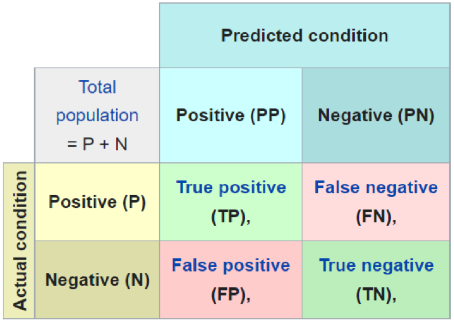 Predicted condition
Total
population
= P + N
Positive (PP)
Negative (PN)
Actual condition
Positive (P)
True positive
(TP),
False negative
(FN),
Negative (N)
False positive
(FP),
True negative
(TN),